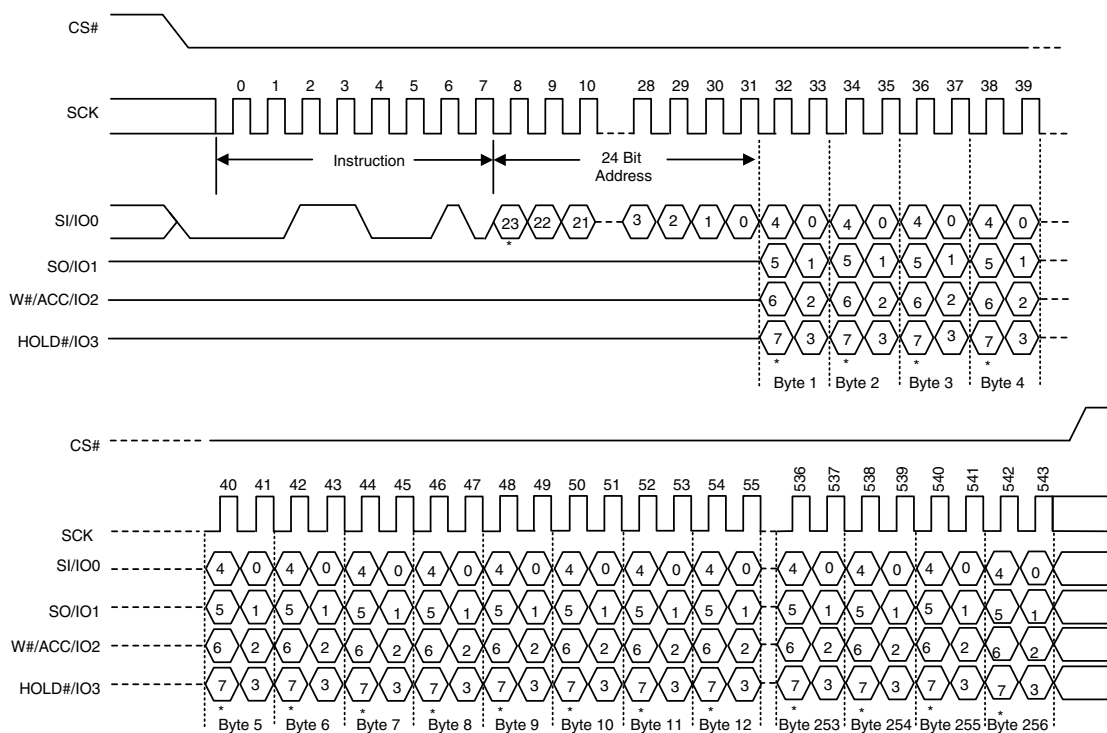 CS#
0 1 2 3 4 5 6 7 8 9 10 28 29 30 31 32 33 34 35 36 37 38 39
SCK
Instruction
24 Bit
Address
SI/IO0 23 22 21 3 2 1 0 4 0 4 0 4 0 4 0
*
SO/IO1 5 1 5 1 5 1 5 1
W#/ACC/IO2 6 2 6 2 6 2 6 2
HOLD#/IO3 7 3 7 3 7 3 7 3
* * * *
Byte 1 Byte 2 Byte 3 Byte 4
CS#
40 41 42 43 44 45 46 47 48 49 50 51 52 53 54 55 536 537 538 539 540 541 542 543
SCK
SI/IO0 4 0 4 0 4 0 4 0 4 0 4 0 4 0 4 0 4 0 4 0 4 0 4 0
SO/IO1 5 1 5 1 5 1 5 1 5 1 5 1 5 1 5 1 5 1 5 1 5 1 5 1
W#/ACC/IO2 6 2 6 2 6 2 6 2 6 2 6 2 6 2 6 2 6 2 6 2 6 2 6 2
HOLD#/IO3 7 3 7 3 7 3 7 3 7 3 7 3 7 3 7 3 7 3 7 3 7 3 7 3
* * * * * * * * * * * *
Byte 5 Byte 6 Byte 7 Byte 8 Byte 9 Byte 10 Byte 11 Byte 12 Byte 253 Byte 254 Byte 255 Byte 256